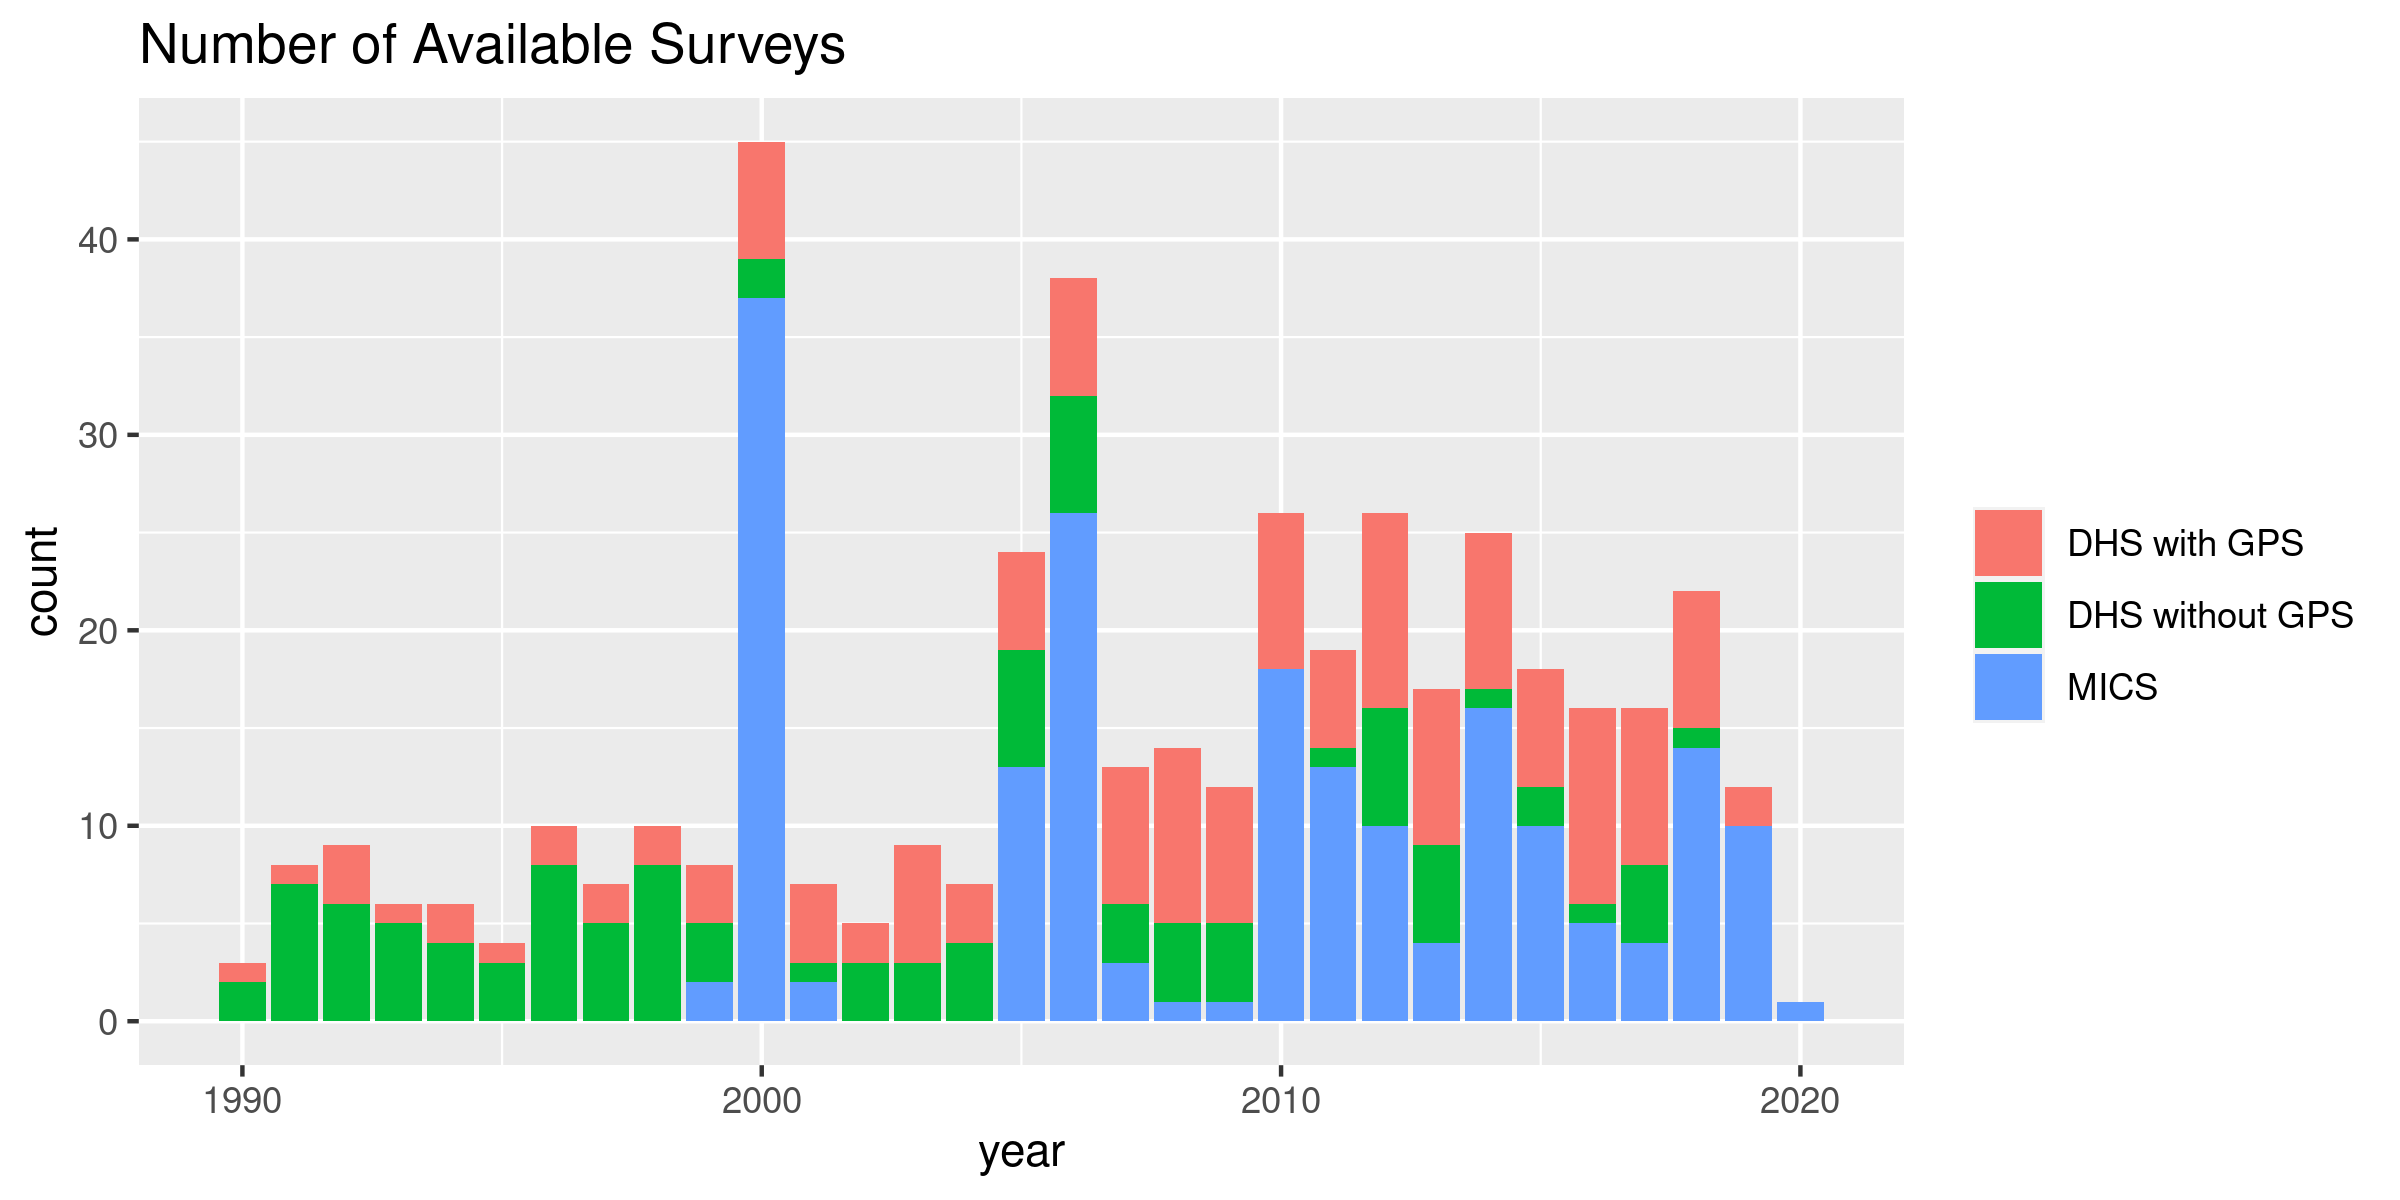 Number of Available Surveys
count
40
30
20
10
0
1990
2000
2010
2020
year
DHS with GPS
DHS without GPS
MICS